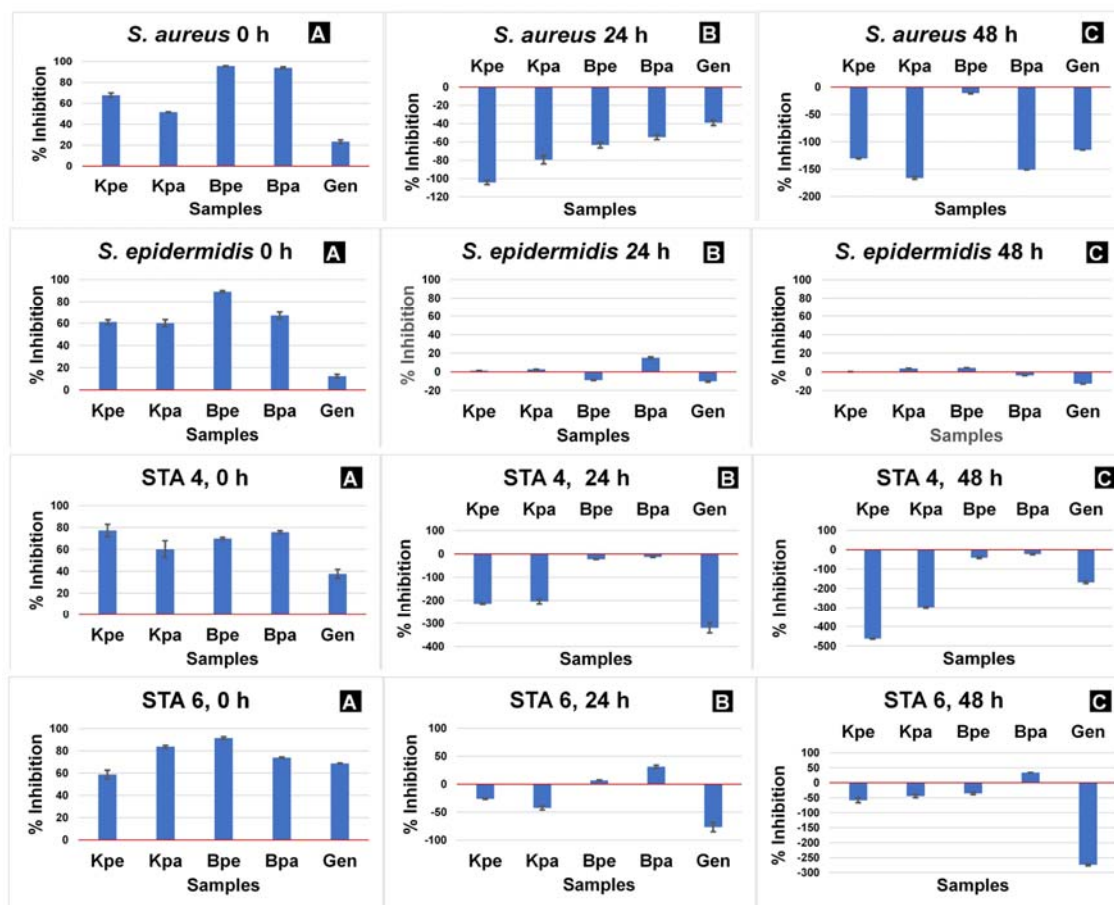 S. aureus 0 h A
% Inhibition
100
80
60
40
20
0
Kpe Kpa Bpe Bpa Gen
Samples
S. aureus 24 h B
Kpe Kpa Bpe Bpa Gen
% Inhibition
0
-20
-40
-60
-80
-100
-120
Samples
S. aureus 48 h C
Kpe Kpa Bpe Bpa Gen
% Inhibition
0
-50
-100
-150
-200
Samples
S. epidermidis 0 h A
% Inhibition
100
80
60
40
20
0
Kpe Kpa Bpe Bpa Gen
Samples
S. epidermidis 24 h B
% Inhibition
100
80
60
40
20
0
-20
Kpe Kpa Bpe Bpa Gen
Samples
S. epidermidis 48 h C
% Inhibition
100
80
60
40
20
0
-20
Kpe Kpa Bpe Bpa Gen
Samples
STA 4, 0 h A
% Inhibition
100
80
60
40
20
0
Kpe Kpa Bpe Bpa Gen
Samples
STA 4, 24 h B
Kpe Kpa Bpe Bpa Gen
% Inhibition
100
0
-100
-200
-300
-400
Samples
STA 4, 48 h C
Kpe Kpa Bpe Bpa Gen
% Inhibition
100
0
-100
-200
-300
-400
-500
Samples
STA 6, 0 h A
% Inhibition
100
80
60
40
20
0
Kpe Kpa Bpe Bpa Gen
Samples
STA 6, 24 h B
% Inhibition
100
50
0
-50
-100
Kpe Kpa Bpe Bpa Gen
Samples
STA 6, 48 h C
Kpe Kpa Bpe Bpa Gen
% Inhibition
100
50
0
-50
-100
-150
-200
-250
-300
Samples